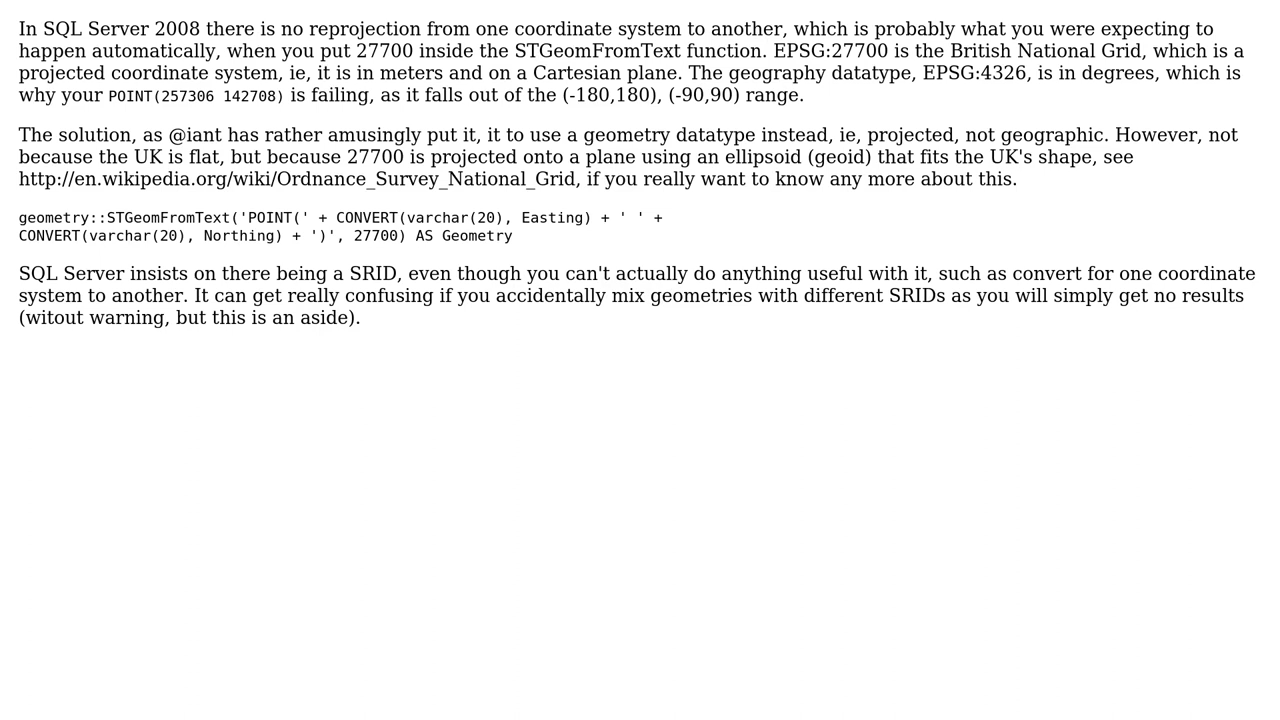 In SQL Server 2008 there is no reprojection from one coordinate system to another, which is probably what you were expecting to
happen automatically, when you put 27700 inside the STGeomFromText function. EPSG:27700 is the British National Grid, which is a
projected coordinate system, ie, it is in meters and on a Cartesian plane. The geography datatype, EPSG:4326, is in degrees, which is
why your POINT(257306 142708) is failing, as it falls out of the (-180,180), (-90,90) range.
The solution, as @iant has rather amusingly put it, it to use a geometry datatype instead, ie, projected, not geographic. However, not
because the UK is flat, but because 27700 is projected onto a plane using an ellipsoid (geoid) that fits the UK's shape, see
http://en.wikipedia.org/wiki/Ordnance_Survey_National_Grid, if you really want to know any more about this.
geometry::STGeomFromText('POINT(' + CONVERT(varchar(20), Easting) + ' ' +
CONVERT(varchar(20), Northing) + ')', 27700) AS Geometry
SQL Server insists on there being a SRID, even though you can't actually do anything useful with it, such as convert for one coordinate
system to another. It can get really confusing if you accidentally mix geometries with different SRIDs as you will simply get no results
(witout warning, but this is an aside).